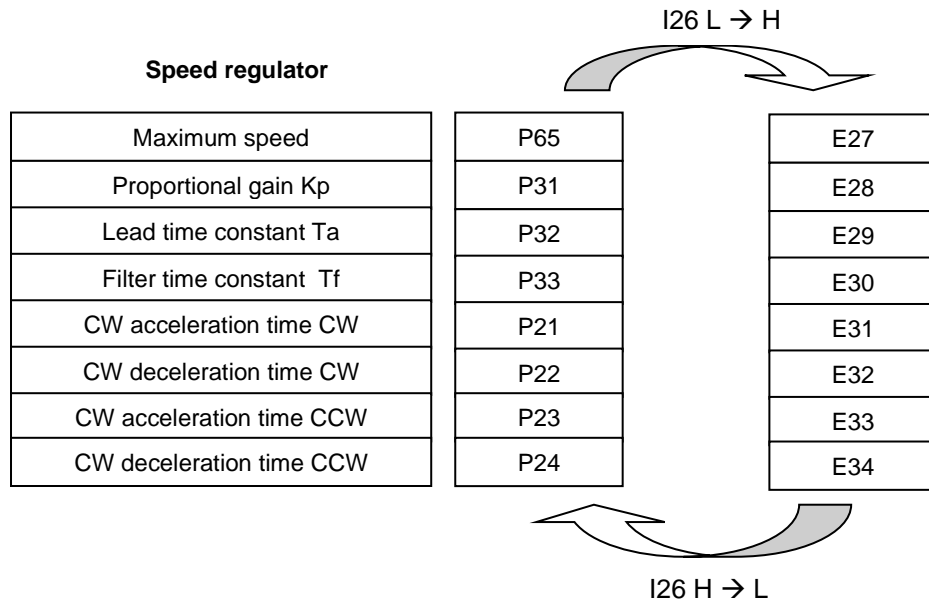 I26 L → H
Speed regulator
Maximum speed P65 E27
Proportional gain Kp P31 E28
Lead time constant Ta P32 E29
Filter time constant Tf P33 E30
CW acceleration time CW P21 E31
CW deceleration time CW P22 E32
CW acceleration time CCW P23 E33
CW deceleration time CCW P24 E34
I26 H → L